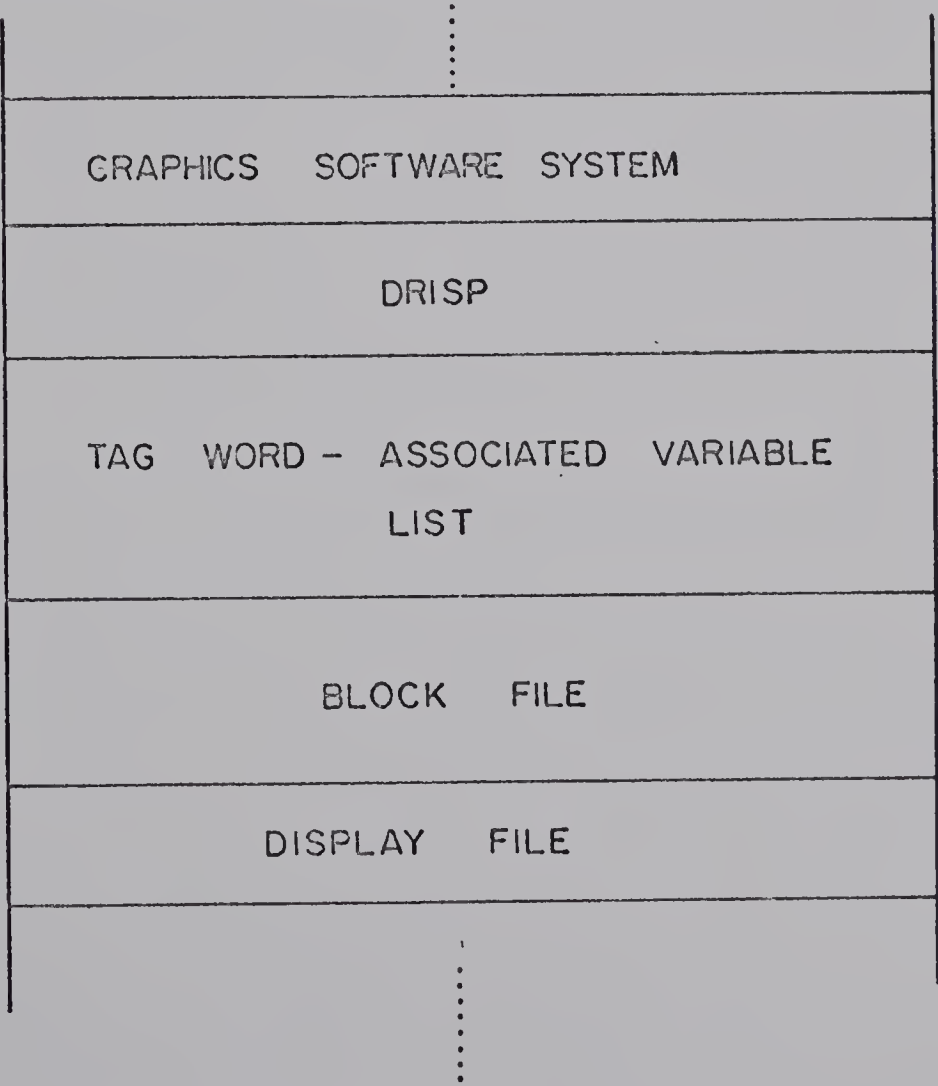 GRAPHICS SOFTWARE SYSTEM
DRISP
TAG WORD - ASSOCIATED VARIABLE
LIST
BLOCK FILE
DISPLAY FILE